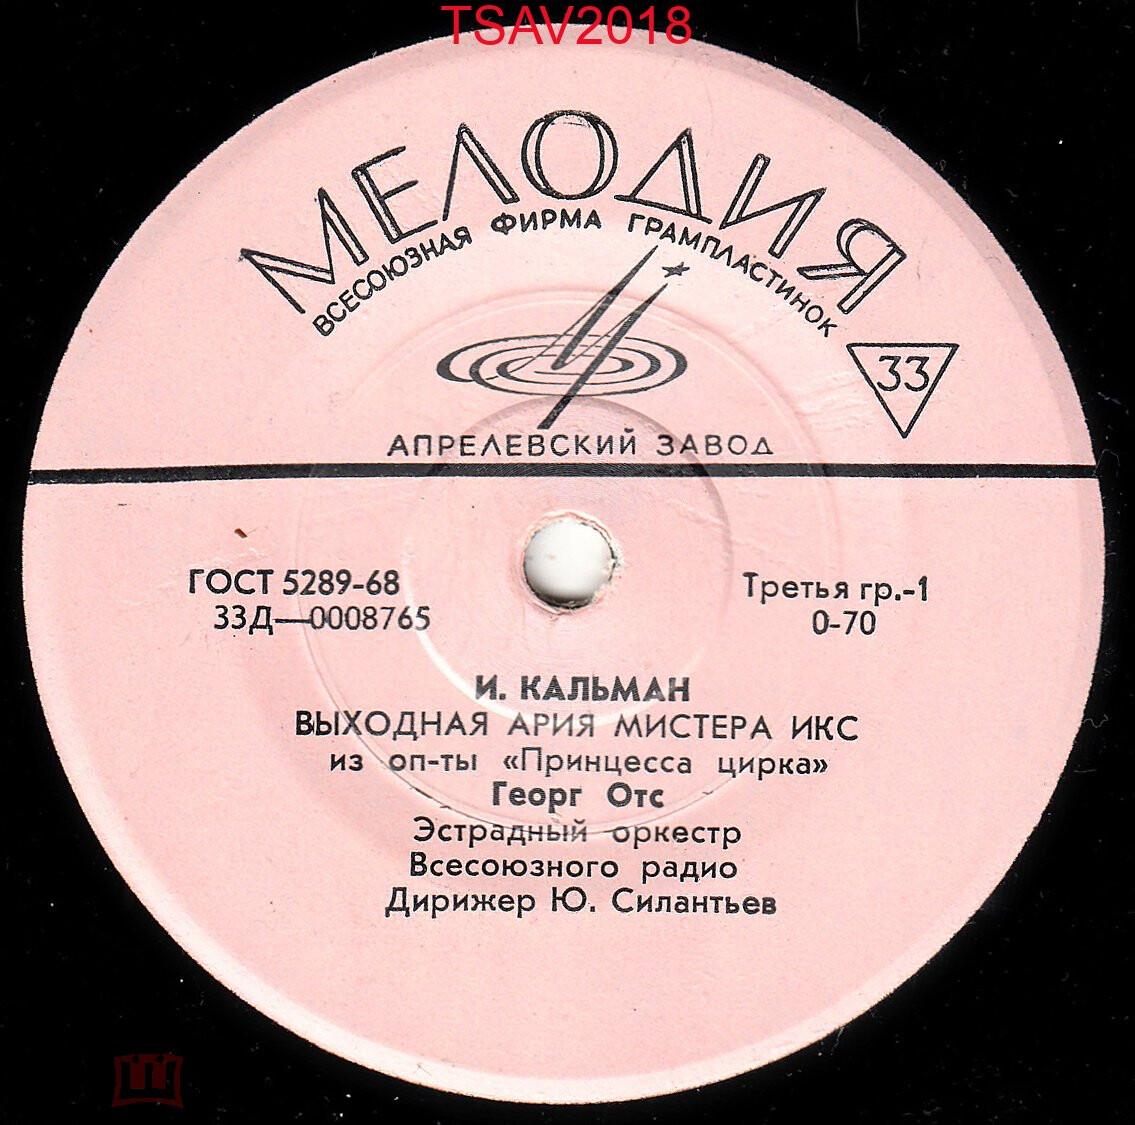 TSAV2018
МЕЛОДИЯ
ВСЕСОЮЗНАЯ ФИРМА ГРАМПЛАСТИНОК
33
АПРЕЛЕВСКИЙ ЗАВОД
ГОСТ 5289-68
33Д—0008765
Третья гр.-1
0-70
И. КАЛЬМАН
ВЫХОДНАЯ АРИЯ МИСТЕРА ИКС
из оп-ты «Принцесса цирка»
Георг Отс
Эстрадный оркестр
Всесоюзного радио
Дирижер Ю. Силантьев